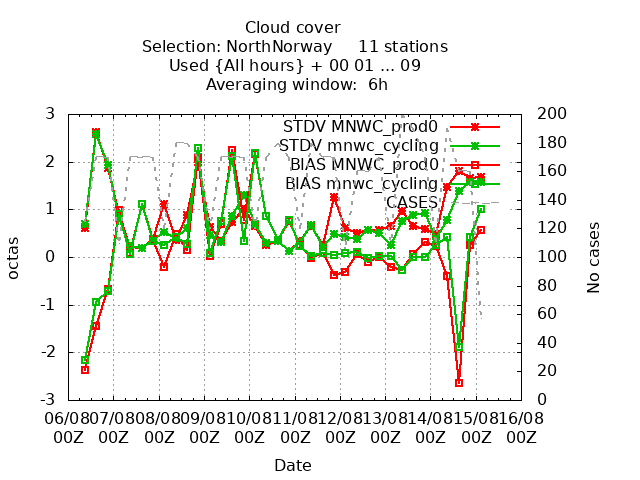 Cloud cover
Selection: NorthNorway 11 stations
Used {All hours} + 00 01 ... 09
Averaging window: 6h
STDV MNWC_prod0
STDV mnwc_cycling
BIAS MNWC_prod0
BIAS mnwc_cycling
CASES
3
2
1
0
-1
-2
-3
octas
200
180
160
140
120
100
80
60
40
20
0
No cases
06/08 07/08 08/08 09/08 10/08 11/08 12/08 13/08 14/08 15/08 16/08
00Z 00Z 00Z 00Z 00Z 00Z 00Z 00Z 00Z 00Z 00Z
Date